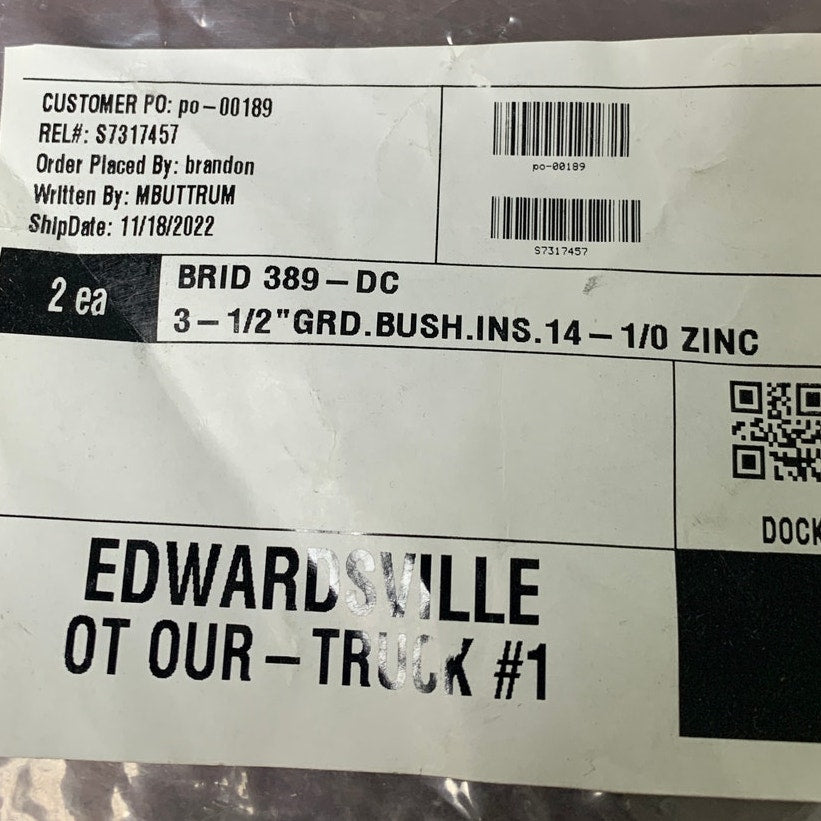 CUSTOMER PO: po-00189
REL#: S7317457
Order Placed By: brandon
Written By: MBUTTRUM
ShipDate: 11/18/2022
po-00189
S7317457
2 ea
BRID 389-DC
3-1/2"GRD.BUSH.INS.14-1/0 ZINC
DOCK
EDWARDSVILLE
OT OUR-TRUCK #1